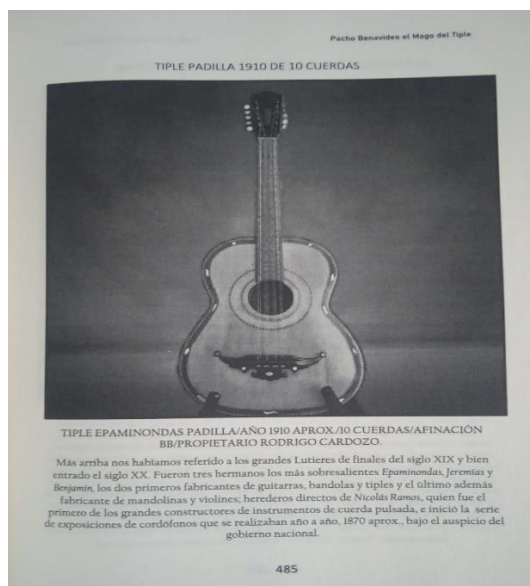 Pacho Benavides el Mago del Tiple
TIPLE PADILLA 1910 DE 10 CUERDAS
TIPLE EPAMINONDAS PADILLA/AÑO 1910 APROX./10 CUERDAS/AFINACIÒN
BB/PROPIETARIO RODRIGO CARDOZO.
Más arriba nos habíamos referido a los grandes Lutieres de finales del siglo XIX y bien
entrado el siglo XX. Fueron tres hermanos los más sobresalientes Epaminondas, Jeremías y
Benjamín, los dos primeros fabricantes de guitarras, bandolas y tiples y el último además
fabricante de mandolinas y violines; herederos directos de Nicolás Ramos, quien fue el
primero de los grandes constructores de instrumentos de cuerda pulsada, e inició la serie
de exposiciones de cordófonos que se realizaban año a año, 1870 aprox., bajo el auspicio del
gobierno nacional.
485